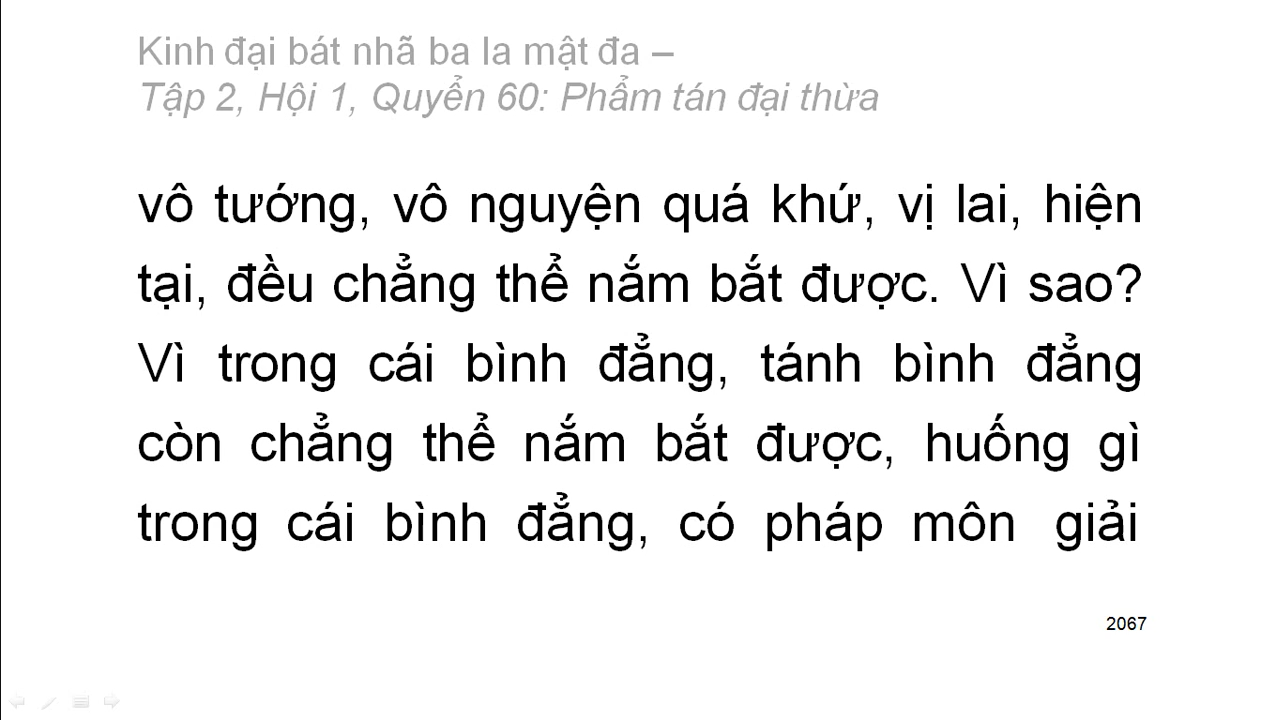 Kinh đại bát nhã ba la mật đa –
Tập 2, Hội 1, Quyển 60: Phẩm tán đại thừa
vô tướng, vô nguyện quá khứ, vị lai, hiện
tại, đều chẳng thể nắm bắt được. Vì sao?
Vì trong cái bình đẳng, tánh bình đẳng
còn chẳng thể nắm bắt được, huống gì
trong cái bình đẳng, có pháp môn giải
2067